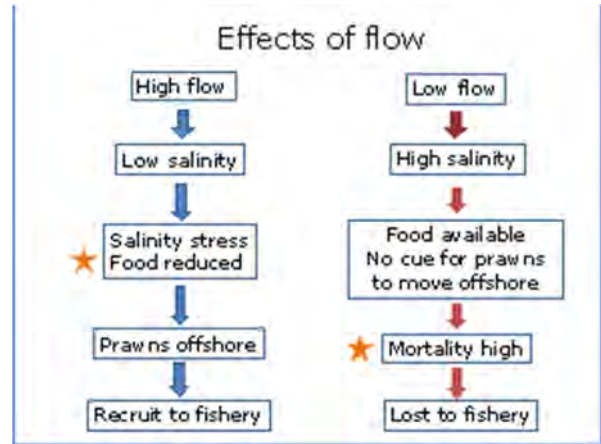 Effects of flow
High flow
Low salinity
Salinity stress
Food reduced
Prawns offshore
Recruit to fishery
Low flow
High salinity
Food available
No cue for prawns
to move offshore
Mortality high
Lost to fishery